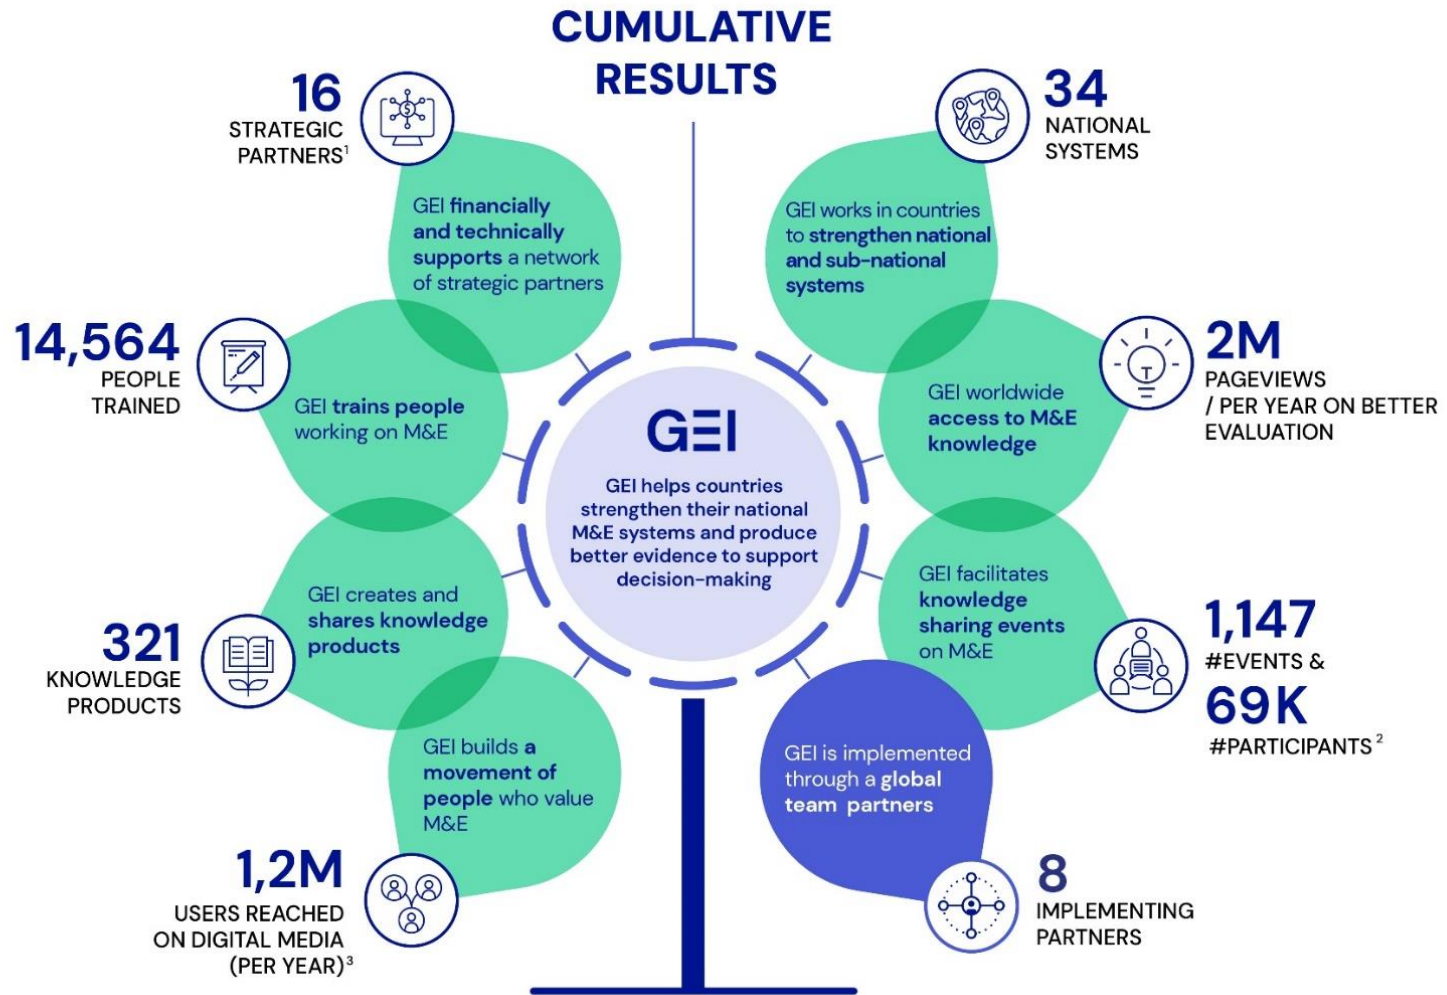 CUMULATIVE
RESULTS
16
STRATEGIC
PARTNERS¹
GEI financially
and technically
supports a network
of strategic partners
14,564
PEOPLE
TRAINED
GEI trains people
working on M&E
321
KNOWLEDGE
PRODUCTS
GEI creates and
shares knowledge
products
1,2M
USERS REACHED
ON DIGITAL MEDIA
(PER YEAR)³
GEI builds a
movement of
people who value
M&E
GEI
GEI helps countries
strengthen their national
M&E systems and produce
better evidence to support
decision-making
34
NATIONAL
SYSTEMS
GEI works in countries
to strengthen national
and sub-national
systems
2M
PAGEVIEWS
/ PER YEAR ON BETTER
EVALUATION
GEI worldwide
access to M&E
knowledge
1,147
#EVENTS &
69K
#PARTICIPANTS ²
GEI facilitates
knowledge
sharing events
on M&E
GEI is implemented
through a global
team partners
8
IMPLEMENTING
PARTNERS